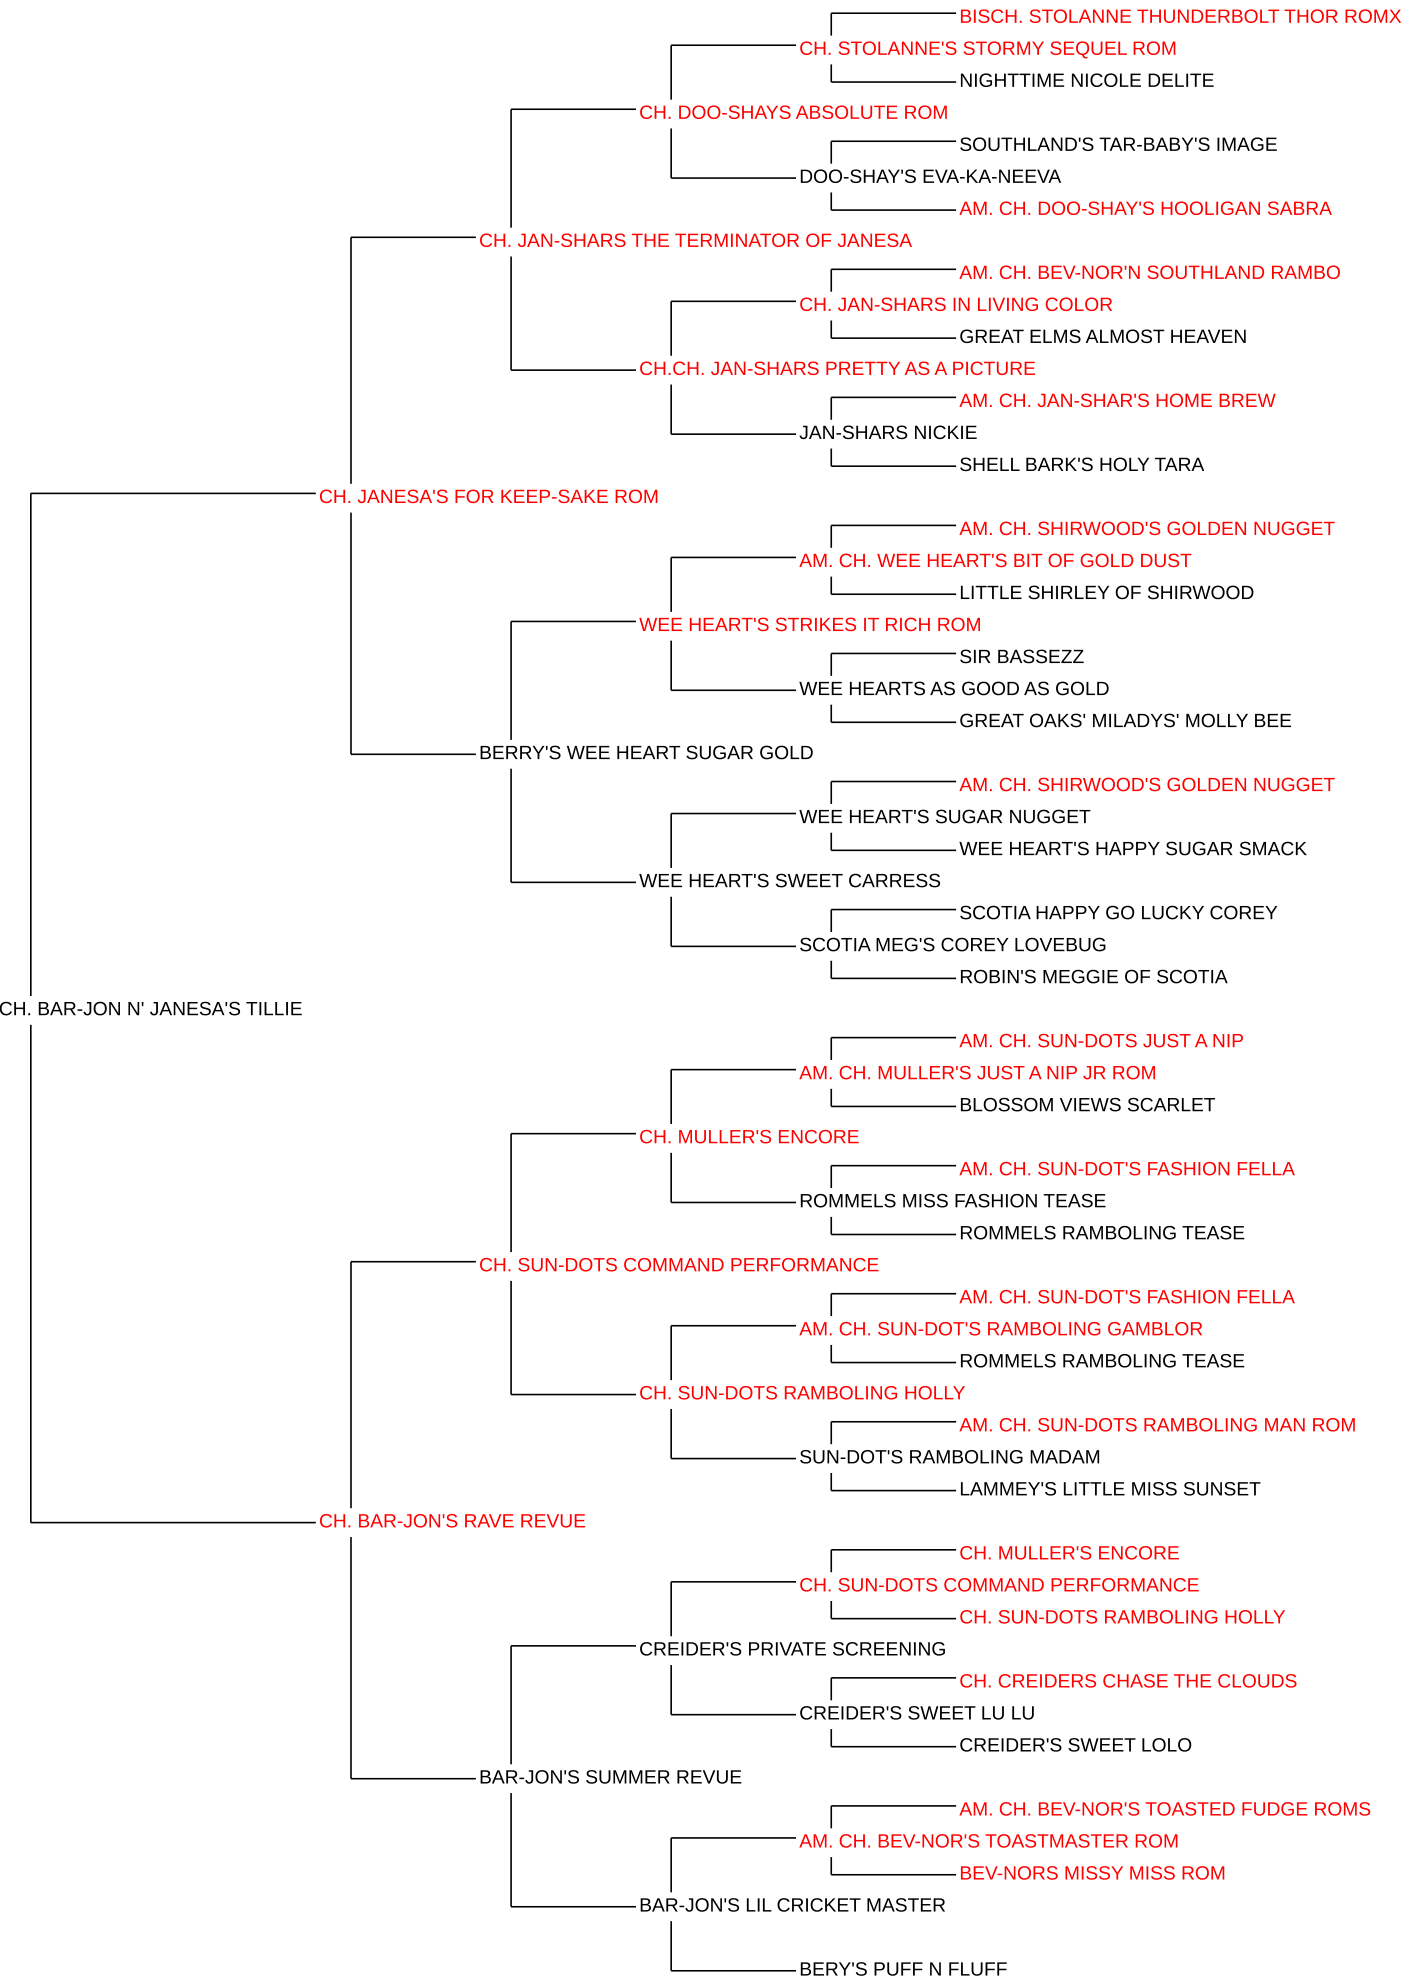 BISCH. STOLANNE THUNDERBOLT THOR ROMX
CH. STOLANNE'S STORMY SEQUEL ROM
NIGHTTIME NICOLE DELITE
CH. DOO-SHAYS ABSOLUTE ROM
SOUTHLAND'S TAR-BABY'S IMAGE
DOO-SHAY'S EVA-KA-NEEVA
AM. CH. DOO-SHAY'S HOOLIGAN SABRA
CH. JAN-SHARS THE TERMINATOR OF JANESA
AM. CH. BEV-NOR'N SOUTHLAND RAMBO
CH. JAN-SHARS IN LIVING COLOR
GREAT ELMS ALMOST HEAVEN
CH.CH. JAN-SHARS PRETTY AS A PICTURE
AM. CH. JAN-SHAR'S HOME BREW
JAN-SHARS NICKIE
SHELL BARK'S HOLY TARA
CH. JANESA'S FOR KEEP-SAKE ROM
AM. CH. SHIRWOOD'S GOLDEN NUGGET
AM. CH. WEE HEART'S BIT OF GOLD DUST
LITTLE SHIRLEY OF SHIRWOOD
WEE HEART'S STRIKES IT RICH ROM
SIR BASSEZZ
WEE HEARTS AS GOOD AS GOLD
GREAT OAKS' MILADYS' MOLLY BEE
BERRY'S WEE HEART SUGAR GOLD
AM. CH. SHIRWOOD'S GOLDEN NUGGET
WEE HEART'S SUGAR NUGGET
WEE HEART'S HAPPY SUGAR SMACK
WEE HEART'S SWEET CARRESS
SCOTIA HAPPY GO LUCKY COREY
SCOTIA MEG'S COREY LOVEBUG
ROBIN'S MEGGIE OF SCOTIA
CH. BAR-JON N' JANESA'S TILLIE
AM. CH. SUN-DOTS JUST A NIP
AM. CH. MULLER'S JUST A NIP JR ROM
BLOSSOM VIEWS SCARLET
CH. MULLER'S ENCORE
AM. CH. SUN-DOT'S FASHION FELLA
ROMMELS MISS FASHION TEASE
ROMMELS RAMBOLING TEASE
CH. SUN-DOTS COMMAND PERFORMANCE
AM. CH. SUN-DOT'S FASHION FELLA
AM. CH. SUN-DOT'S RAMBOLING GAMBLOR
ROMMELS RAMBOLING TEASE
CH. SUN-DOTS RAMBOLING HOLLY
AM. CH. SUN-DOTS RAMBOLING MAN ROM
SUN-DOT'S RAMBOLING MADAM
LAMMEY'S LITTLE MISS SUNSET
CH. BAR-JON'S RAVE REVUE
CH. MULLER'S ENCORE
CH. SUN-DOTS COMMAND PERFORMANCE
CH. SUN-DOTS RAMBOLING HOLLY
CREIDER'S PRIVATE SCREENING
CH. CREIDERS CHASE THE CLOUDS
CREIDER'S SWEET LU LU
CREIDER'S SWEET LOLO
BAR-JON'S SUMMER REVUE
AM. CH. BEV-NOR'S TOASTED FUDGE ROMS
AM. CH. BEV-NOR'S TOASTMASTER ROM
BEV-NORS MISSY MISS ROM
BAR-JON'S LIL CRICKET MASTER
BERY'S PUFF N FLUFF